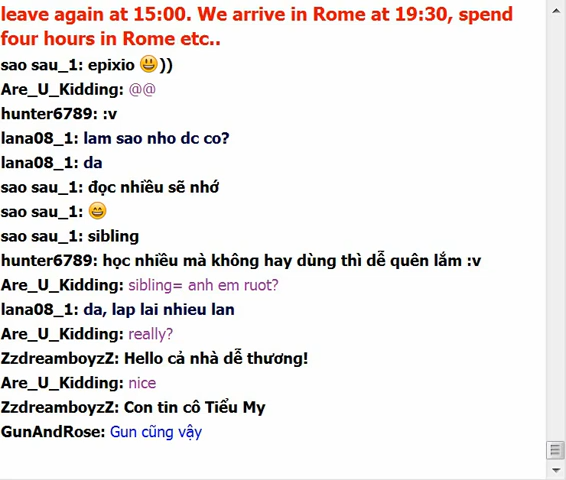 leave again at 15:00. We arrive in Rome at 19:30, spend
four hours in Rome etc..
sao sau_1: epixio 😃))
Are_U_Kidding: @@
hunter6789: :v
lana08_1: lam sao nho dc co?
lana08_1: da
sao sau_1: đọc nhiều sẽ nhớ
sao sau_1: 😄
sao sau_1: sibling
hunter6789: học nhiều mà không hay dùng thì dễ quên lắm :v
Are_U_Kidding: sibling= anh em ruot?
lana08_1: da, lap lai nhieu lan
Are_U_Kidding: really?
ZzdreamboyzZ: Hello cả nhà dễ thương!
Are_U_Kidding: nice
ZzdreamboyzZ: Con tin cô Tiểu My
GunAndRose: Gun cũng vậy